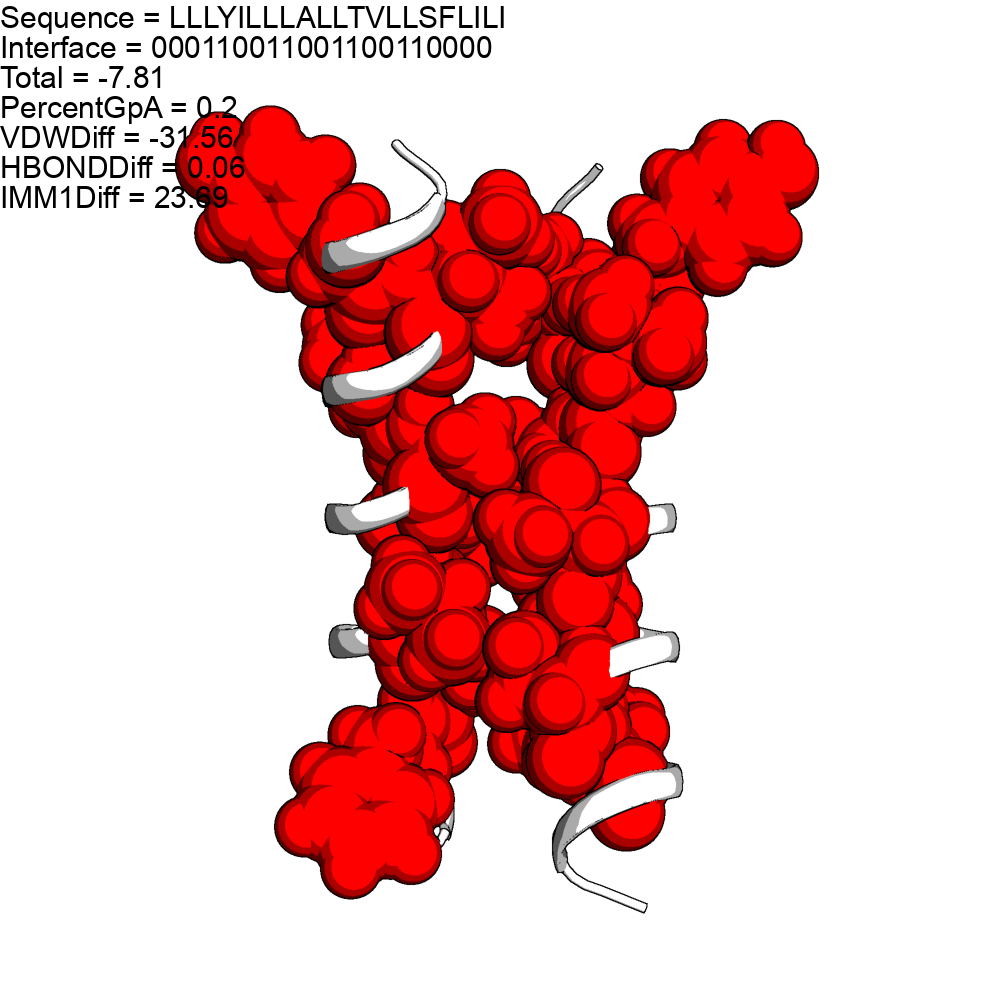 Sequence = LLLYILLLALLTVLLSFLILI
Interface = 000110011001100110000
Total = -7.81
PercentGpA = 0.2
VDWDiff = -31.56
HBONDDiff = 0.06
IMM1Diff = 23.69